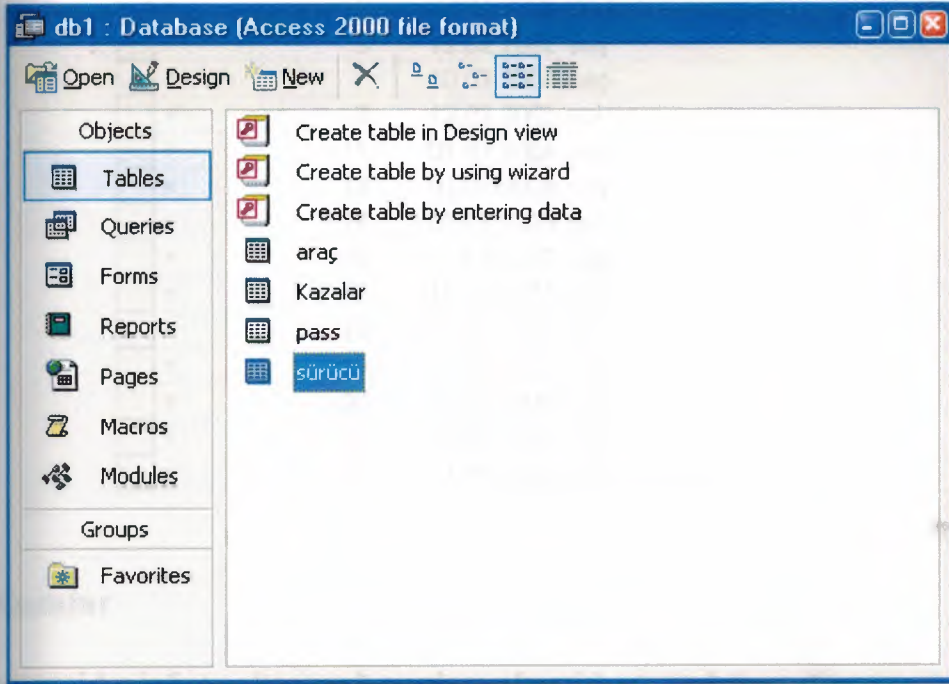 db1 : Database (Access 2000 file format)
Open Design New
Objects
Tables
Queries
Forms
Reports
Pages
Macros
Modules
Groups
Favorites
Create table in Design view
Create table by using wizard
Create table by entering data
araç
Kazalar
pass
sürücü